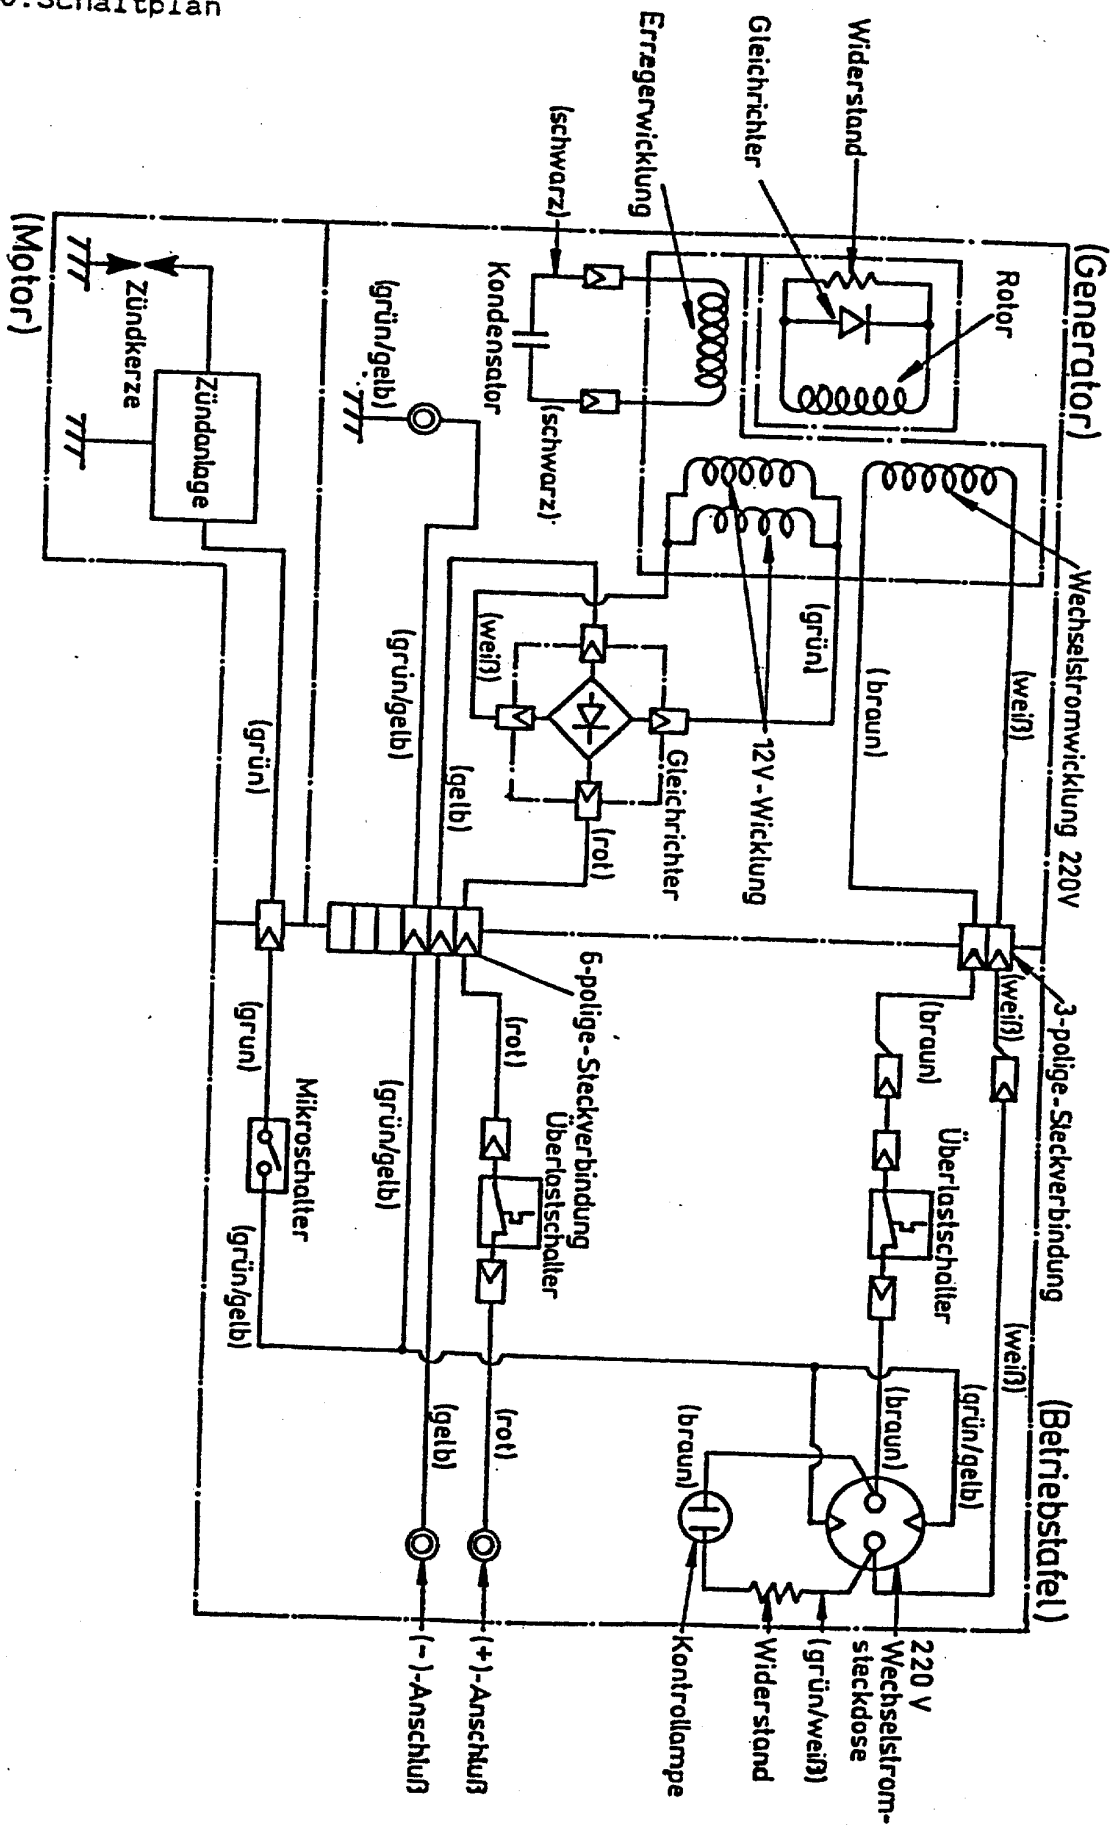 .Schaltplan
(Generator)
Widerstand
Gleichrichter
Rotor
Erregerwicklung
(schwarz)
Kondensator
(schwarz)
(grün/gelb)
(Motor)
Zündkerze
Zündanlage
Wechselstromwicklung 220V
(weiß)
(braun)
(grün)
12V-Wicklung
(weiß)
Gleichrichter
(grün/gelb)
(gelb)
(rot)
(grün)
3-polige-Steckverbindung
(weiß)
(braun)
6-polige-Steckverbindung
(rot)
(grun)
Überlastschalter
Überlastschalter
(grün/gelb)
Mikroschalter
(grün/gelb)
(weiß)
(Betriebstafel)
(grün/gelb)
(braun)
(braun)
(rot)
(gelb)
220 V
Wechselstrom-
steckdose
(grün/weiß)
Widerstand
Kontrollampe
(+)-Anschluß
(-)-Anschluß